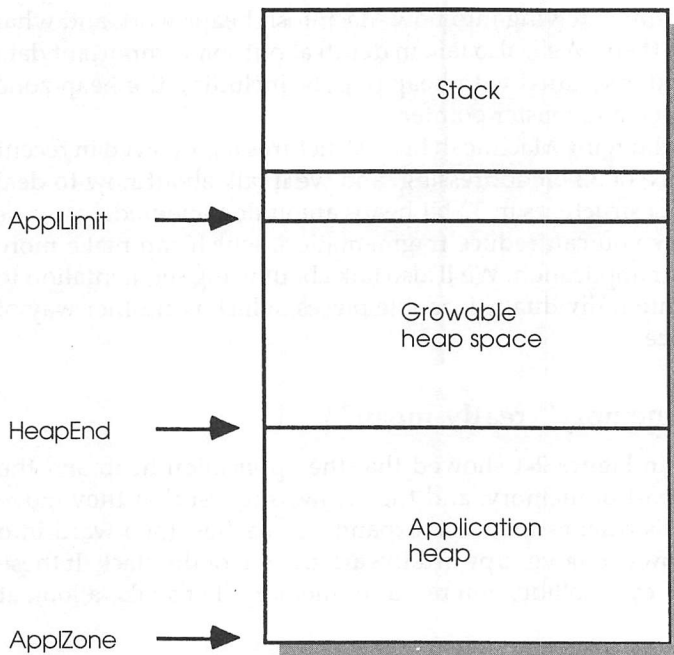 Stack
ApplLimit
Growable
heap space
HeapEnd
Application
heap
ApplZone